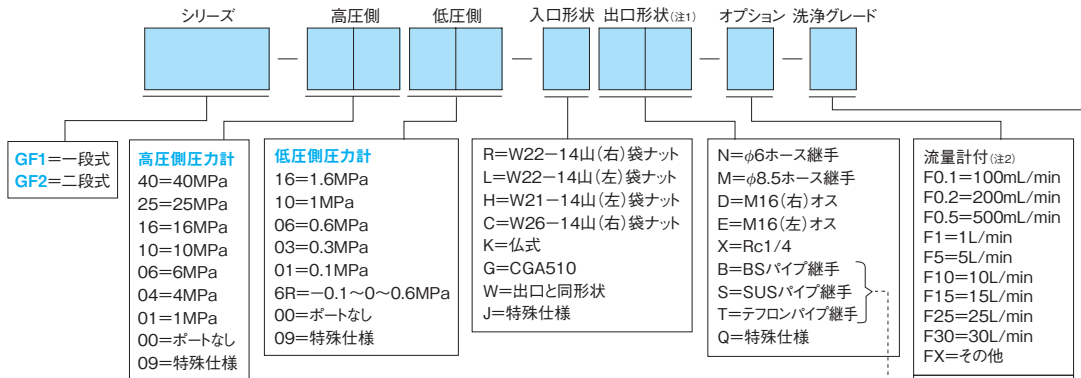 シリーズ 高圧側 低圧側 入口形状 出口形状(注1) オプション 洗浄グレード
GF1=一段式
GF2=二段式
高圧側圧力計
40=40MPa
25=25MPa
16=16MPa
10=10MPa
06=6MPa
04=4MPa
01=1MPa
00=ポートなし
09=特殊仕様
低圧側圧力計
16=1.6MPa
10=1MPa
06=0.6MPa
03=0.3MPa
01=0.1MPa
6R=−0.1〜0〜0.6MPa
00=ポートなし
09=特殊仕様
R=W22−14山(右)袋ナット
L=W22−14山(左)袋ナット
H=W21−14山(左)袋ナット
C=W26−14山(右)袋ナット
K=仏式
G=CGA510
W=出口と同形状
J=特殊仕様
N=φ6ホース継手
M=φ8.5ホース継手
D=M16(右)オス
E=M16(左)オス
X=Rc1/4
B=BSパイプ継手
S=SUSパイプ継手
T=テフロンパイプ継手
Q=特殊仕様
流量計付(注2)
F0.1=100mL/min
F0.2=200mL/min
F0.5=500mL/min
F1=1L/min
F5=5L/min
F10=10L/min
F15=15L/min
F25=25L/min
F30=30L/min
FX=その他